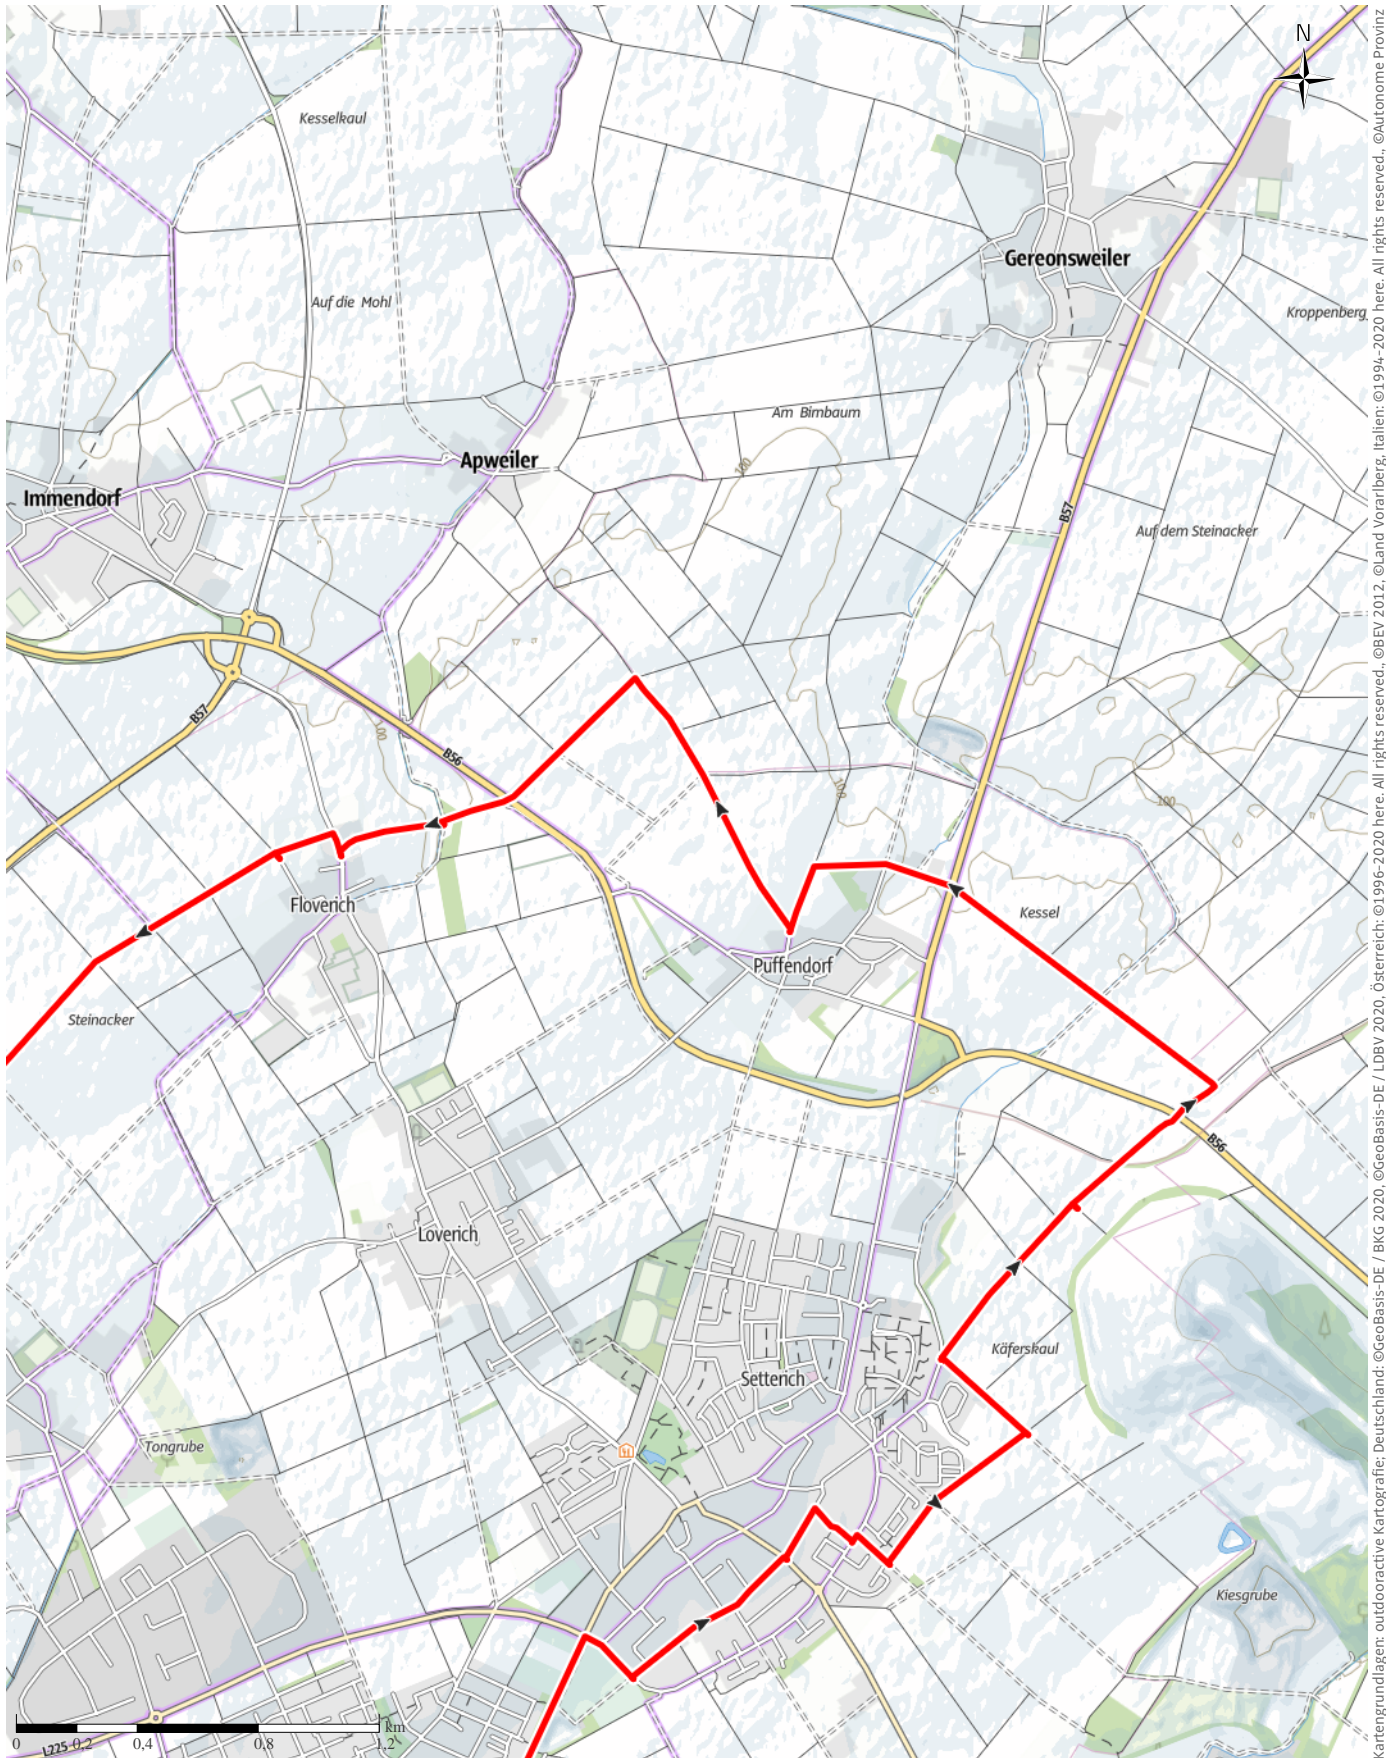 N
Kesselkaul
Gereonsweiler
Auf die Mohl
Kroppenberg
Am Birnbaum
Apweiler
100
Immendorf
B57
Auf dem Steinacker
B57
100
B56
100
100
Floverich
Kessel
Puffendorf
Steinacker
B56
Loverich
Käferskaul
Setterich
Tongrube
Kiesgrube
km
0 0,2 0,4 0,8 1,2
L225
artengrundlagen: outdooractive Kartografie; Deutschland: ©GeoBasis-DE / BKG 2020, ©GeoBasis-DE / LDBV 2020, Österreich: ©1996-2020 here. All rights reserved., ©BEV 2012, ©Land Vorarlberg, Italien: ©1994-2020 here. All rights reserved., ©Autonome Provinz